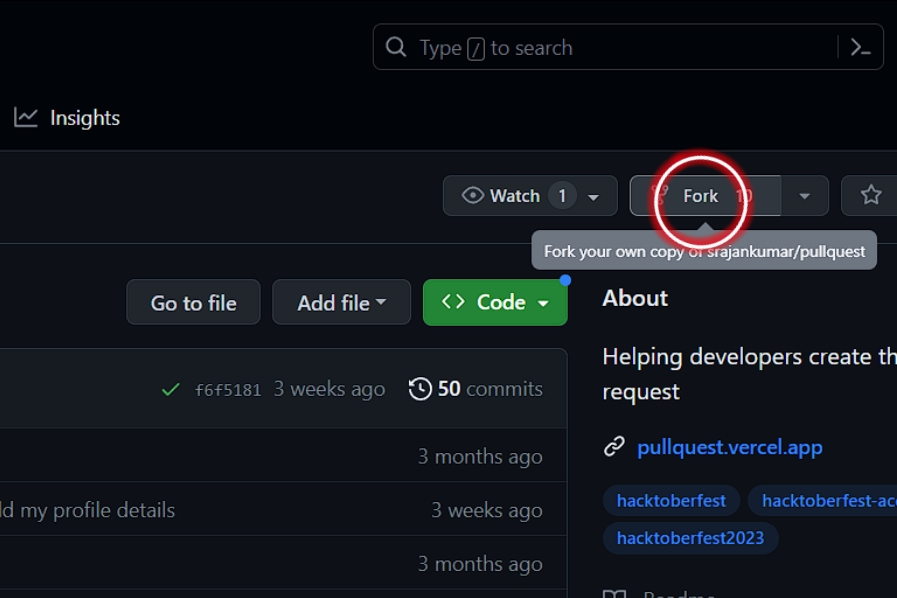 Type / to search
Insights
Watch 1
Fork 10
Fork your own copy of srajankumar/pullquest
Go to file
Add file
Code
About
Helping developers create th
request
f6f5181 3 weeks ago 50 commits
pullquest.vercel.app
3 months ago
hacktoberfest hacktoberfest-acc
ld my profile details 3 weeks ago
hacktoberfest2023
3 months ago
Readme